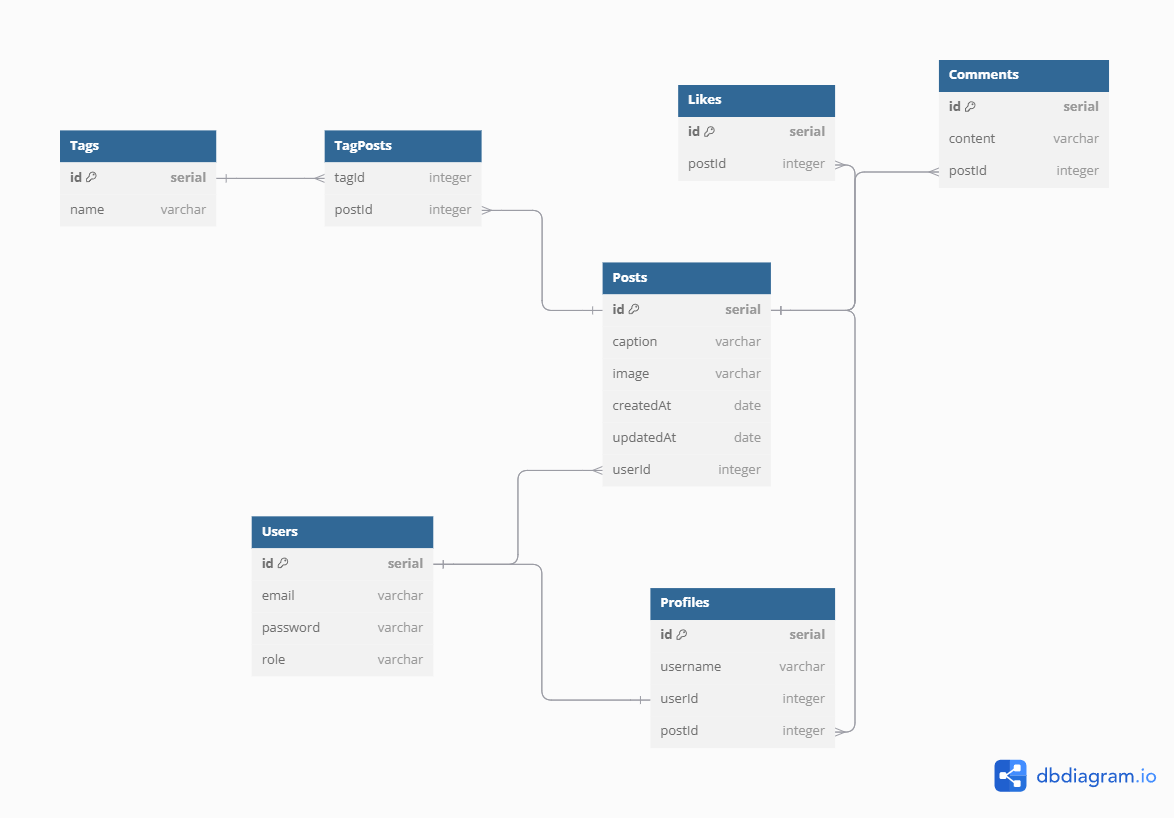 Tags
id serial
name varchar
TagPosts
tagId integer
postId integer
Likes
id serial
postId integer
Comments
id serial
content varchar
postId integer
Posts
id serial
caption varchar
image varchar
createdAt date
updatedAt date
userId integer
Users
id serial
email varchar
password varchar
role varchar
Profiles
id serial
username varchar
userId integer
postId integer
dbdiagram.io